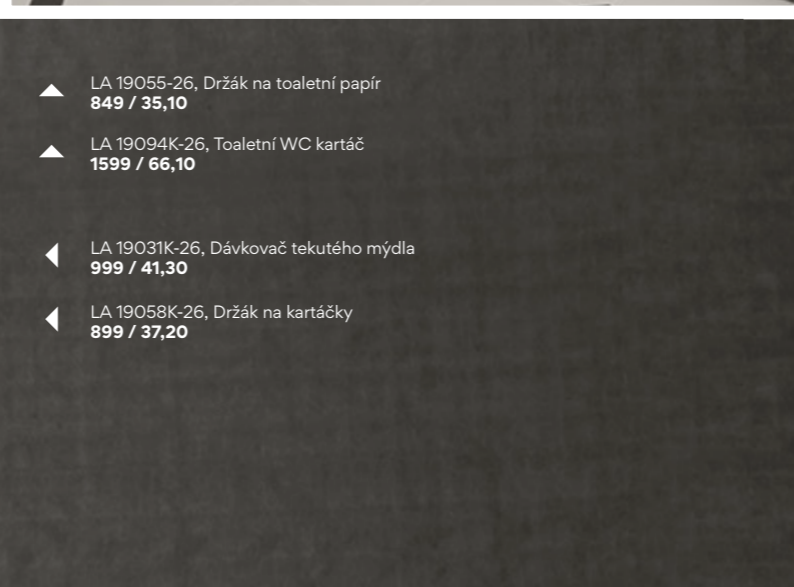 LA 19055-26, Držák na toaletní papír
849 / 35,10
LA 19094K-26, Toaletní WC kartáč
1599 / 66,10
LA 19031K-26, Dávkovač tekutého mýdla
999 / 41,30
LA 19058K-26, Držák na kartáčky
899 / 37,20